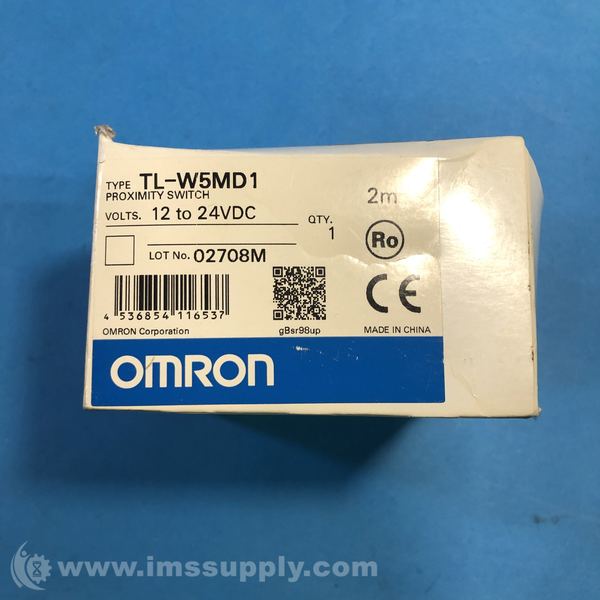 TYPE TL-W5MD1
PROXIMITY SWITCH
2m
VOLTS. 12 to 24VDC
QTY.
1
Ro
LOT No. 02708M
4 536854 116537
CE
OMRON Corporation
gBsr98up
MADE IN CHINA
OMRON
www.imssupply.com